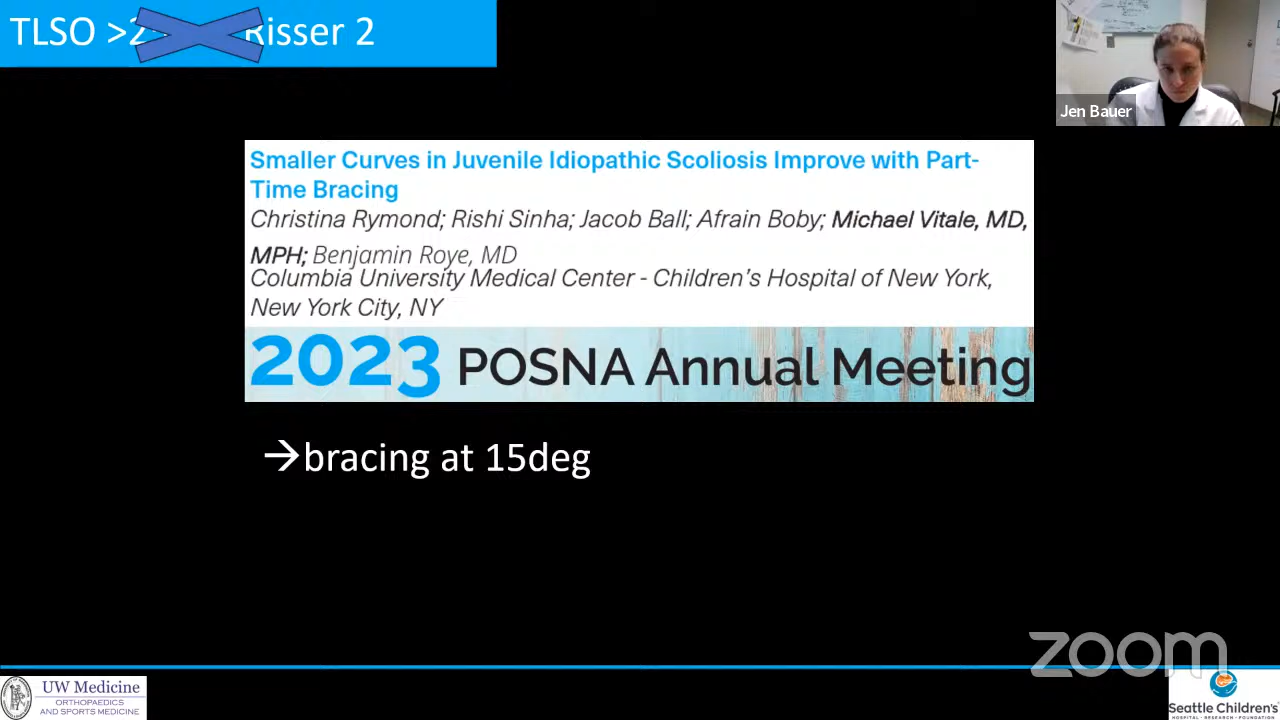 TLSO >2 Risser 2
Jen Bauer
Smaller Curves in Juvenile Idiopathic Scoliosis Improve with Part-
Time Bracing
Christina Rymond; Rishi Sinha; Jacob Ball; Afrain Boby; Michael Vitale, MD,
MPH; Benjamin Roye, MD
Columbia University Medical Center - Children's Hospital of New York,
New York City, NY
2023 POSNA Annual Meeting
→bracing at 15deg
zoom
UW Medicine
ORTHOPAEDICS
AND SPORTS MEDICINE
Seattle Children's
HOSPITAL • RESEARCH • FOUNDATION